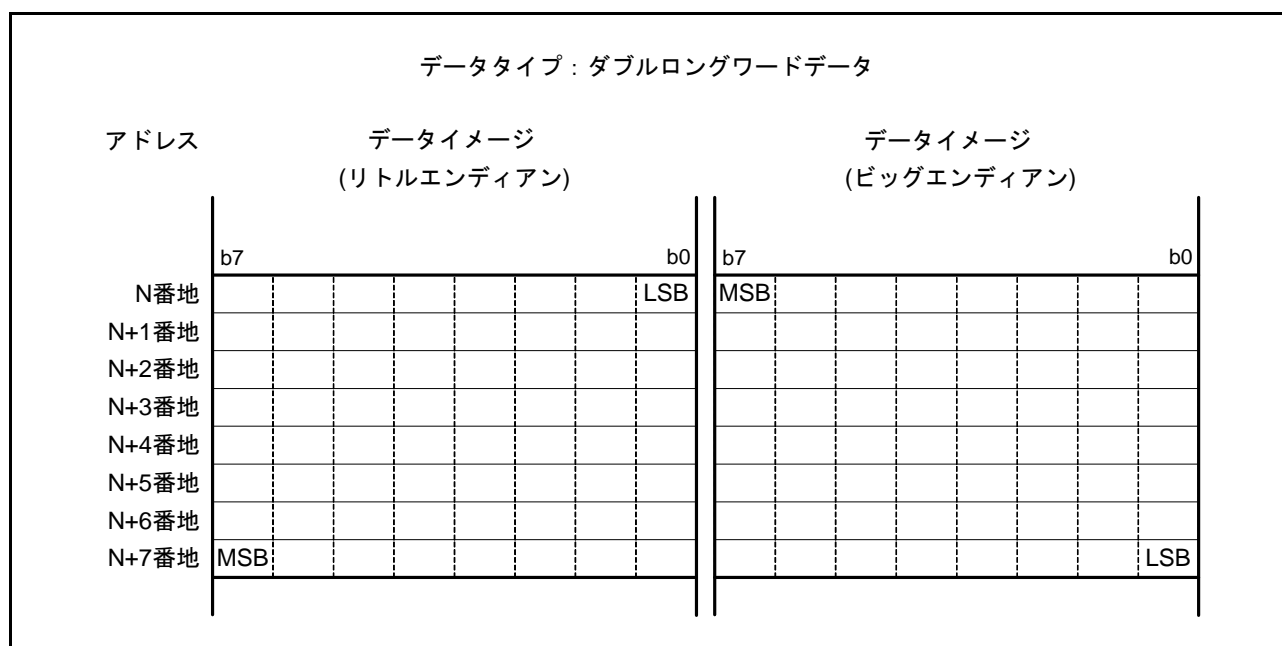 データタイプ：ダブルロングワードデータ
アドレス データイメージ データイメージ
(リトルエンディアン) (ビッグエンディアン)
b7 b0 b7 b0
N番地 LSB MSB
N+1番地
N+2番地
N+3番地
N+4番地
N+5番地
N+6番地
N+7番地 MSB LSB